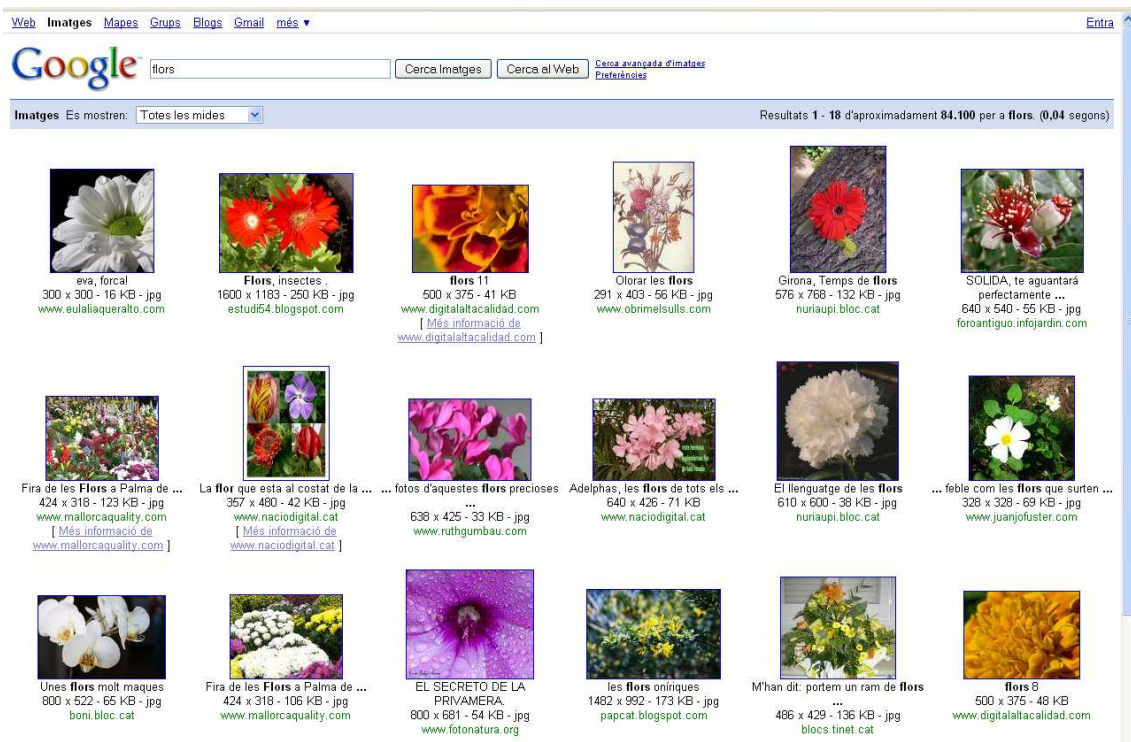 Web Imatges Mapes Grups Blogs Gmail més ▼ Entra
Google flors Cerca Imatges Cerca al Web Cerca avançada d'imatges
Preferències
Imatges Es mostren: Totes les mides Resultats 1 - 18 d'aproximadament 84.100 per a flors. (0,04 segons)
eva, forca!
300 x 300 - 16 KB - jpg
www.eulaliaqueralto.com
Flors, insectes .
1600 x 1183 - 250 KB - jpg
estudi54.blogspot.com
flors 11
500 x 375 - 41 KB
www.digitalaltacalidad.com
[ Més informació de
www.digitalaltacalidad.com ]
Olorar les flors
291 x 403 - 56 KB - jpg
www.obrimelsulls.com
Girona, Temps de flors
576 x 768 - 132 KB - jpg
nuriaupi.bloc.cat
SOLIDA, te aguantará
perfectamente ...
640 x 540 - 55 KB - jpg
foroantiguo.infojardin.com
Fira de les Flors a Palma de ...
424 x 318 - 123 KB - jpg
www.mallorcaquality.com
[ Més informació de
www.mallorcaquality.com ]
La flor que esta al costat de la ...
357 x 480 - 42 KB - jpg
www.naciodigital.cat
[ Més informació de
www.naciodigital.cat ]
... fotos d'aquestes flors precioses
...
638 x 425 - 33 KB - jpg
www.ruthgumbau.com
Adelphas, les flors de tots els ...
640 x 426 - 71 KB
www.naciodigital.cat
El llenguatge de les flors
610 x 600 - 38 KB - jpg
nuriaupi.bloc.cat
... feble com les flors que surten ...
328 x 328 - 69 KB - jpg
www.juanjofuster.com
Unes flors molt maques
800 x 522 - 65 KB - jpg
boni.bloc.cat
Fira de les Flors a Palma de ...
424 x 318 - 106 KB - jpg
www.mallorcaquality.com
EL SECRETO DE LA
PRIVAMERA.
800 x 681 - 54 KB - jpg
www.fotonatura.org
les flors oníriques
1482 x 992 - 173 KB - jpg
papcat.blogspot.com
M'han dit: portem un ram de flors
...
486 x 429 - 136 KB - jpg
blocs.tinet.cat
flors 8
500 x 375 - 48 KB
www.digitalaltacalidad.com